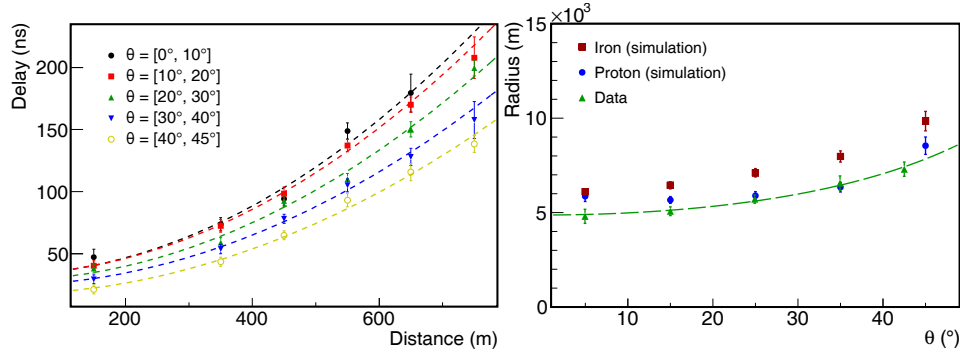 Delay (ns)
200
150
100
50
θ = [0°, 10°]
θ = [10°, 20°]
θ = [20°, 30°]
θ = [30°, 40°]
θ = [40°, 45°]
200
400
600
Distance (m)
×10³
Radius (m)
15
10
5
0
Iron (simulation)
Proton (simulation)
Data
10
20
30
40
θ (°)